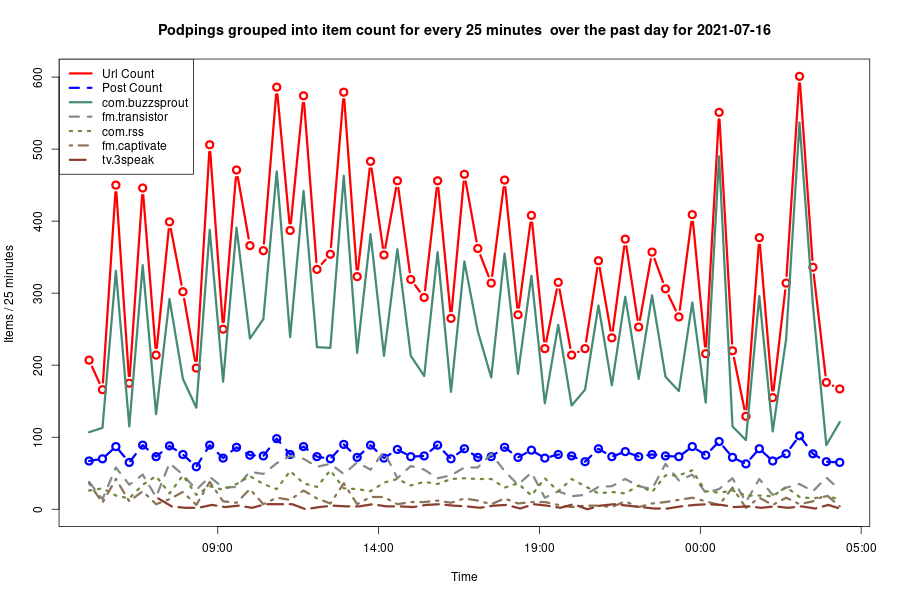 Podpings grouped into item count for every 25 minutes  over the past day for 2021-07-16
Url Count
Post Count
com.buzzsprout
fm.transistor
com.rss
fm.captivate
tv.3speak
Items / 25 minutes
600
500
400
300
200
100
0
09:00
14:00
19:00
00:00
05:00
Time